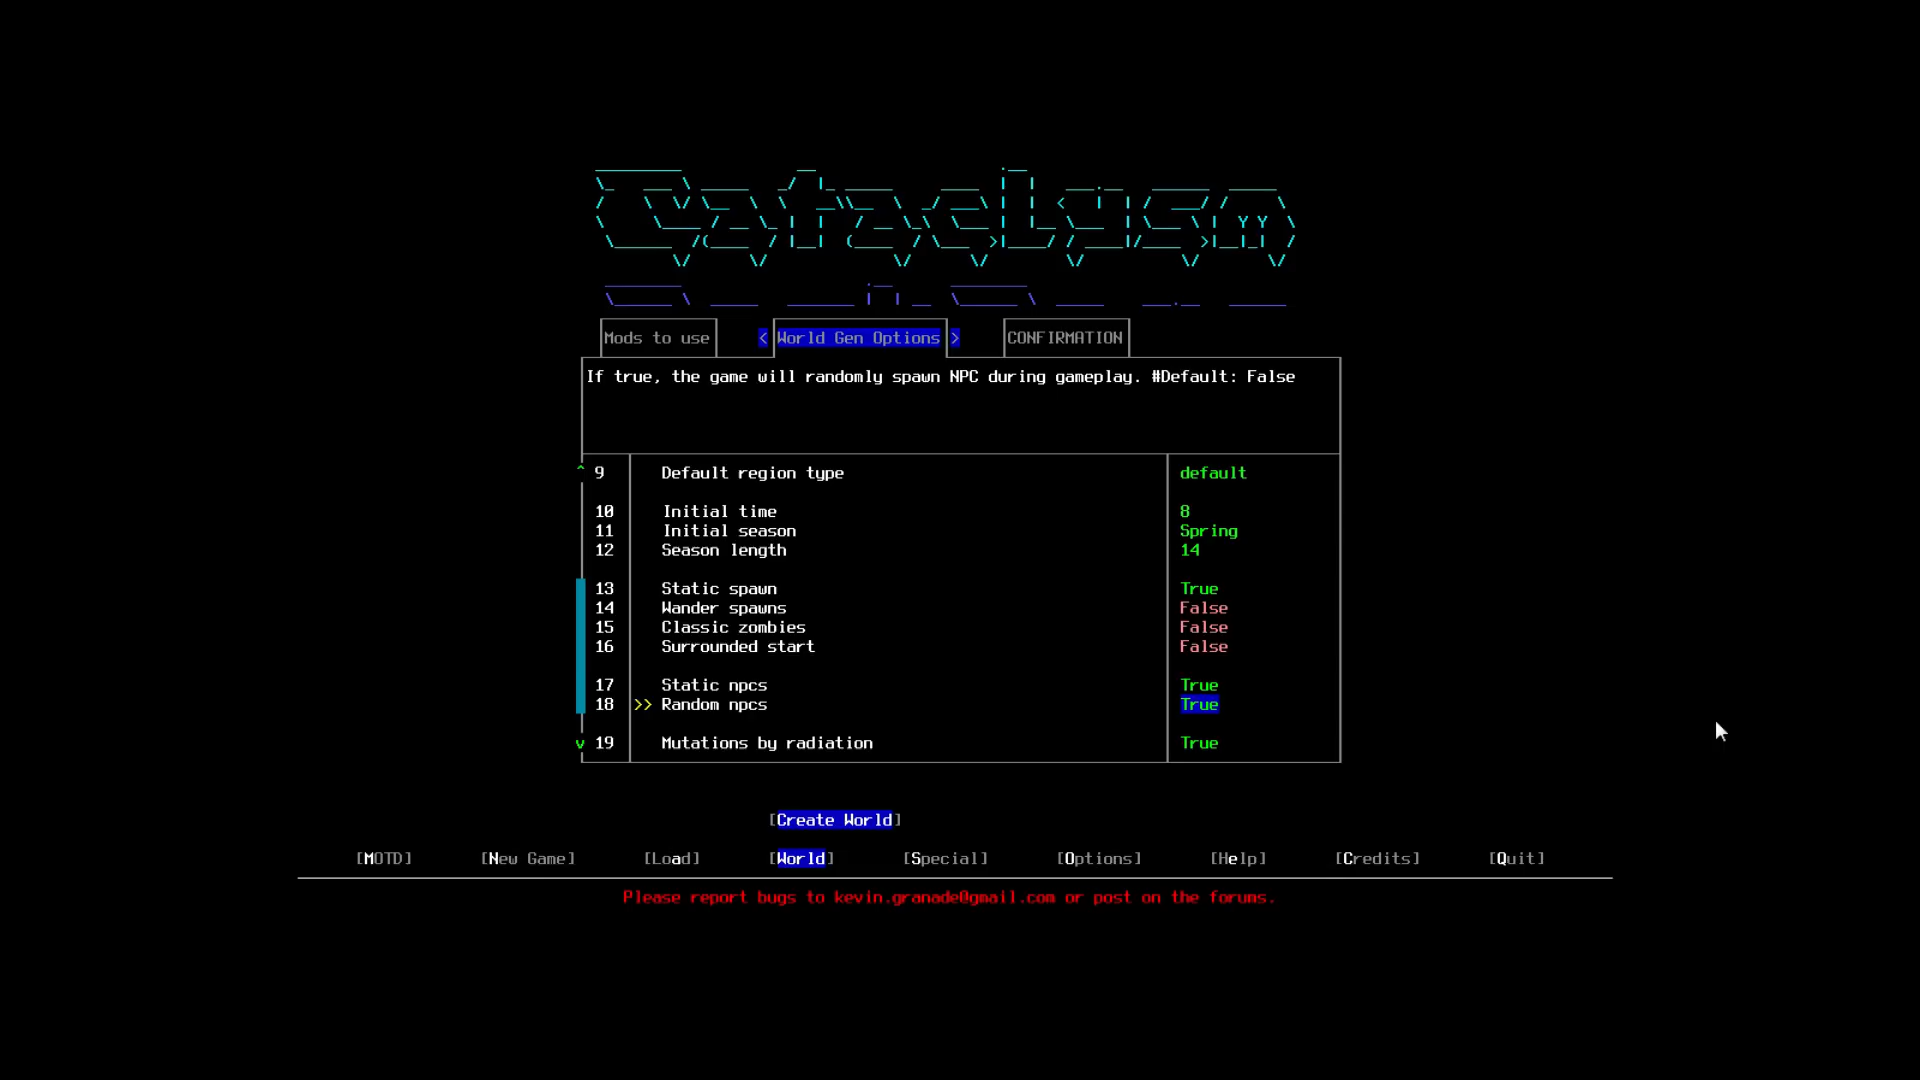 Cataclysm
Mods to use < World Gen Options > CONFIRMATION
If true, the game will randomly spawn NPC during gameplay. #Default: False
^ 9 Default region type default
10 Initial time 8
11 Initial season Spring
12 Season length 14
13 Static spawn True
14 Wander spawns False
15 Classic zombies False
16 Surrounded start False
17 Static npcs True
18 >> Random npcs True
v 19 Mutations by radiation True
[Create World]
[MOTD] [New Game] [Load] [World] [Special] [Options] [Help] [Credits] [Quit]
Please report bugs to kevin.granade@gmail.com or post on the forums.